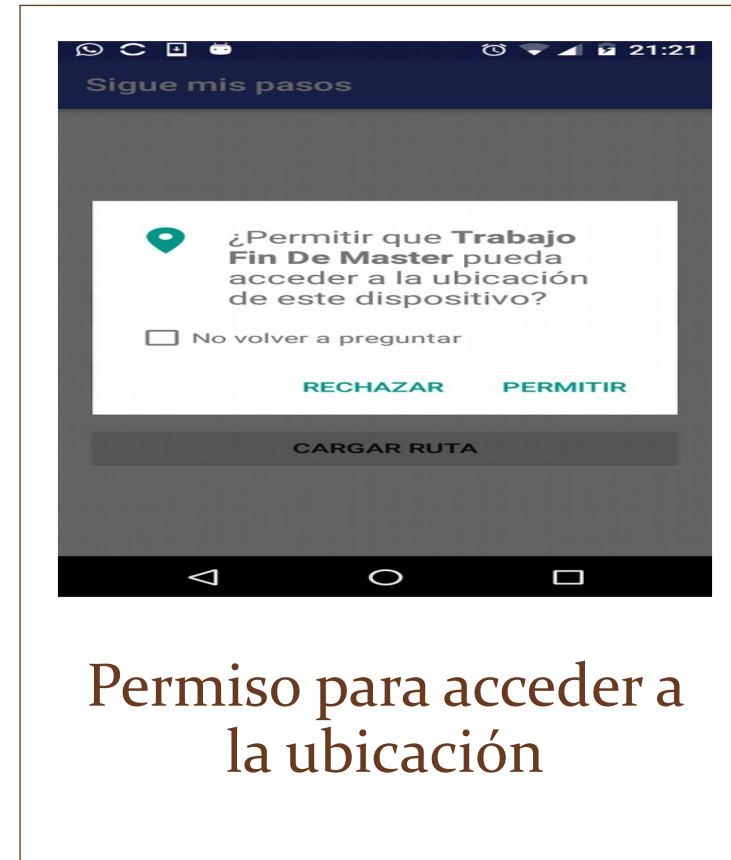 21:21
Sigue mis pasos
¿Permitir que Trabajo
Fin De Master pueda
acceder a la ubicación
de este dispositivo?
No volver a preguntar
RECHAZAR PERMITIR
CARGAR RUTA
Permiso para acceder a
la ubicación